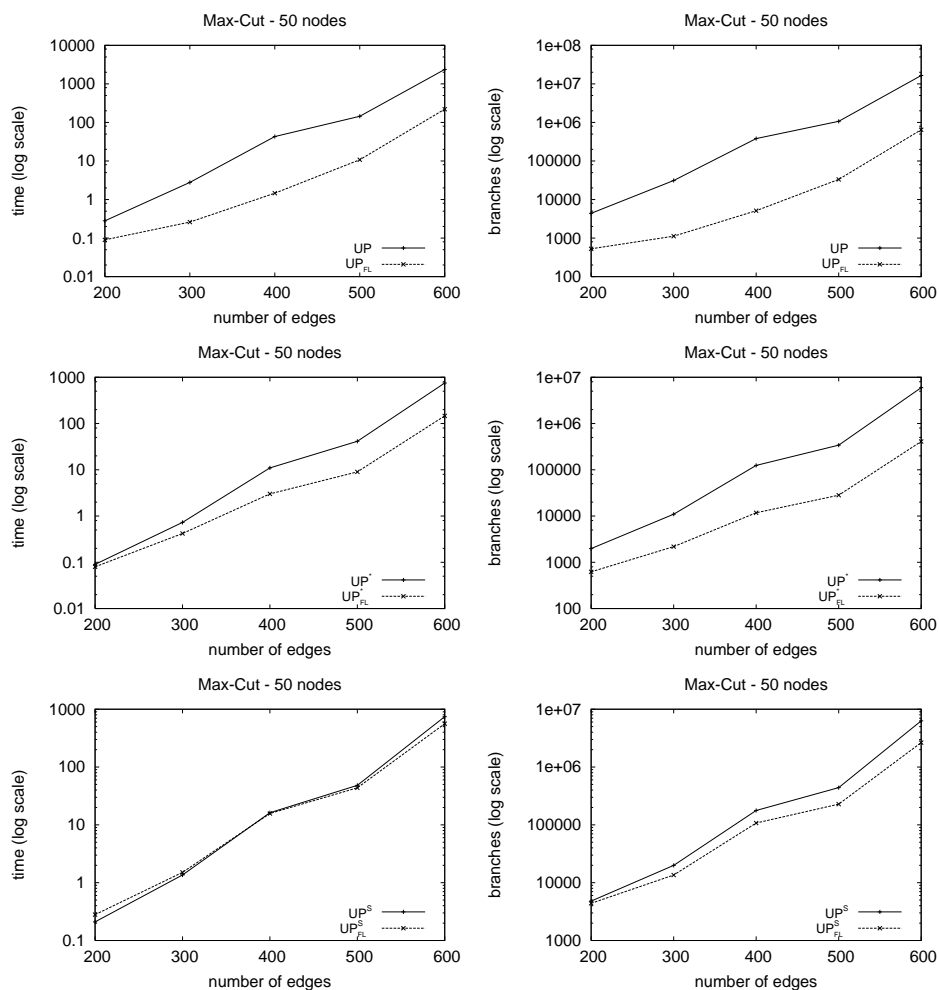 Max-Cut - 50 nodes
time (log scale)
10000
1000
100
10
1
0.1
0.01
200 300 400 500 600
number of edges
UP
UP_FL
Max-Cut - 50 nodes
branches (log scale)
1e+08
1e+07
1e+06
100000
10000
1000
100
200 300 400 500 600
number of edges
UP
UP_FL
Max-Cut - 50 nodes
time (log scale)
1000
100
10
1
0.1
0.01
200 300 400 500 600
number of edges
UP^*
UP^*_FL
Max-Cut - 50 nodes
branches (log scale)
1e+07
1e+06
100000
10000
1000
100
200 300 400 500 600
number of edges
UP^*
UP^*_FL
Max-Cut - 50 nodes
time (log scale)
1000
100
10
1
0.1
200 300 400 500 600
number of edges
UP^S
UP^S_FL
Max-Cut - 50 nodes
branches (log scale)
1e+07
1e+06
100000
10000
1000
200 300 400 500 600
number of edges
UP^S
UP^S_FL